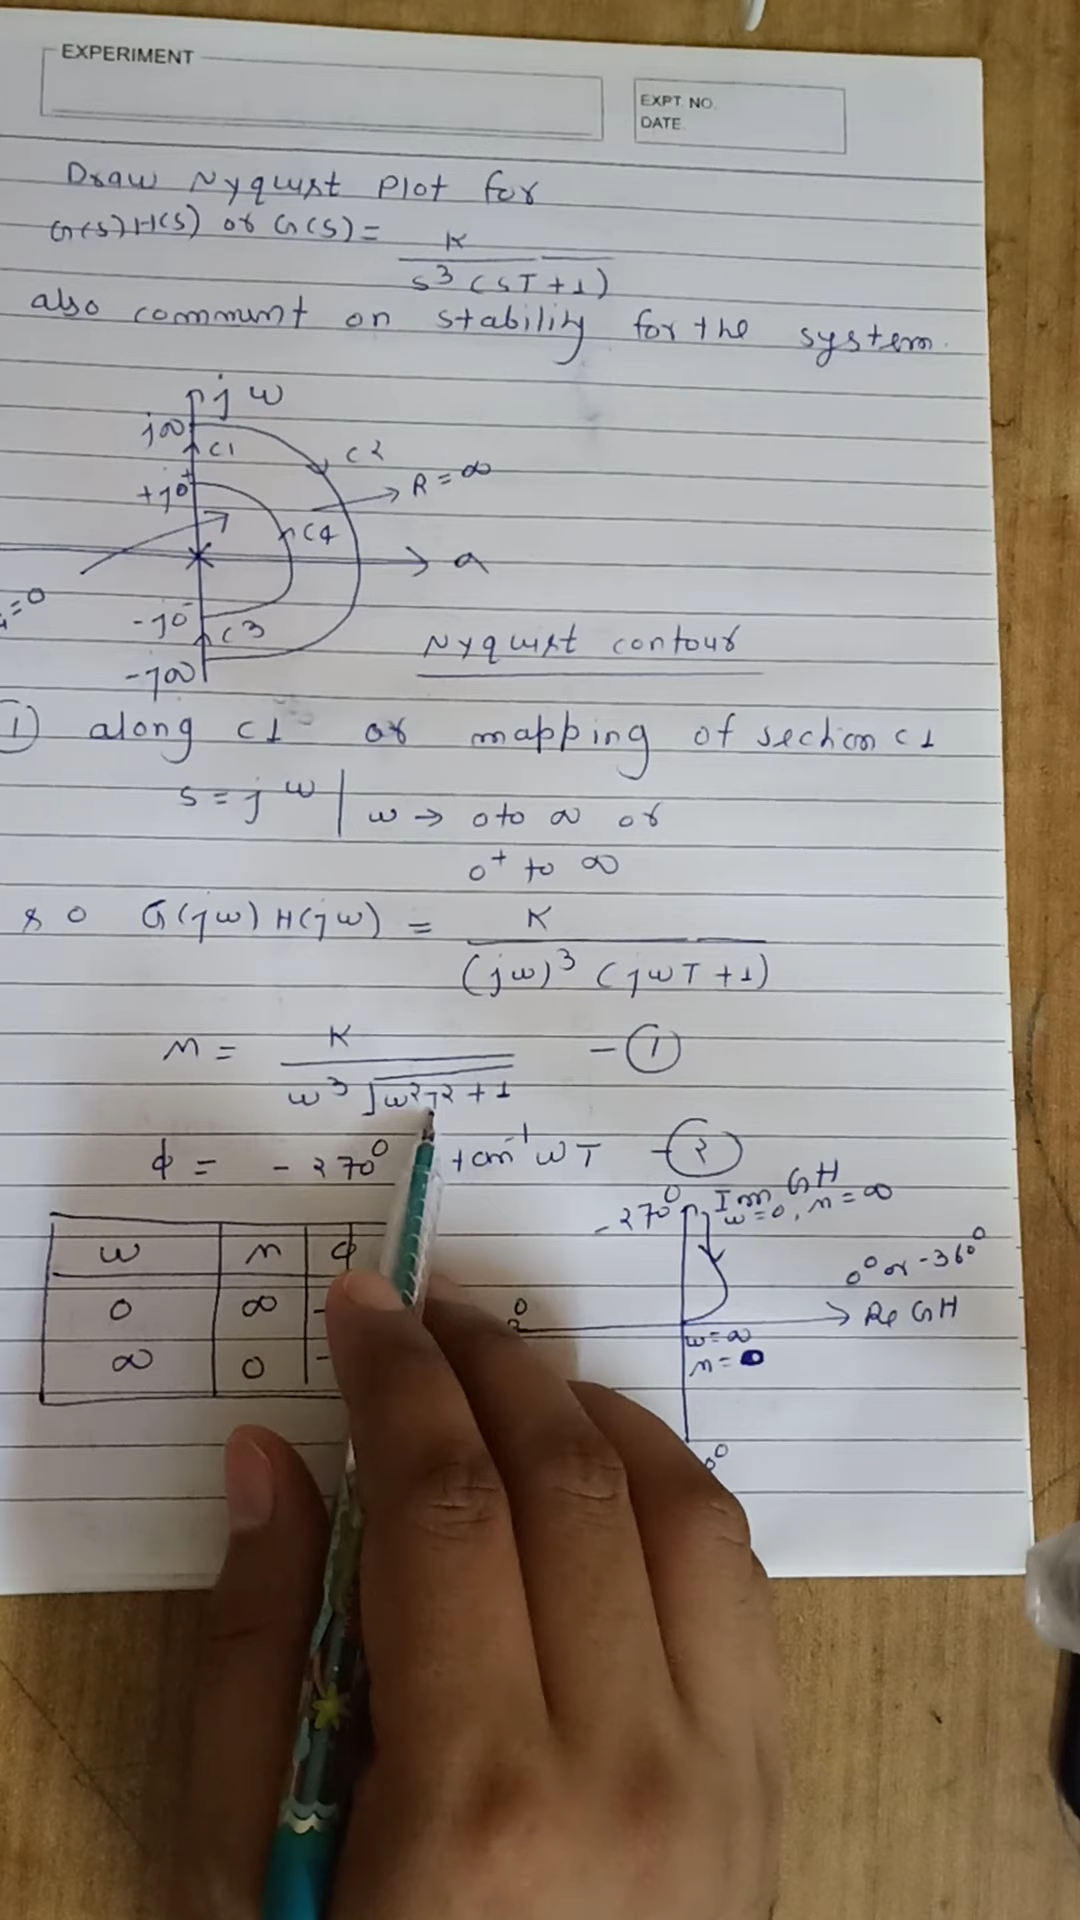 EXPERIMENT
EXPT. NO.
DATE
Draw Nyquist Plot for
G(s)H(s) or G(s) = K / s³(sT+1)
also comment on stability for the system.
jω
j∞
C1
C2
+j0⁺
R = ∞
C4
σ
-j0⁻
C3
-j∞
Nyquist contour
① along C1 or mapping of section C1
s = jω | ω → 0 to ∞ or
0⁺ to ∞
so G(jω)H(jω) = K / (jω)³(jωT+1)
M = K / ω³√ω²T²+1 - ①
φ = -270° tan⁻¹ωT - ②
-270° Im GH
ω=0, M=∞
ω M φ
0 ∞ -
∞ 0 -
0° or -360°
Re GH
ω=∞
M=0